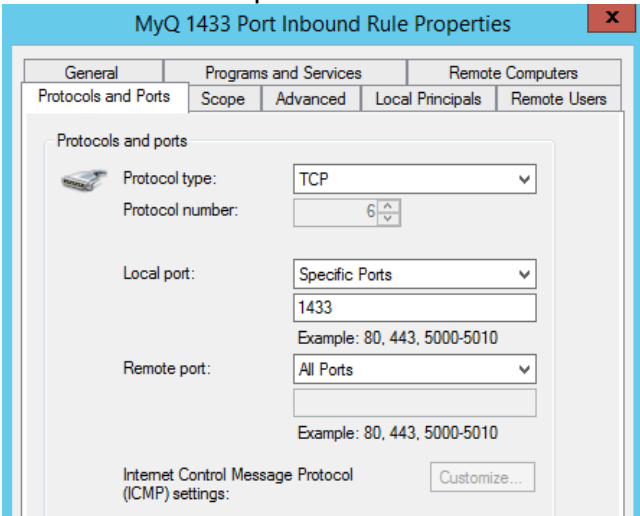 MyQ 1433 Port Inbound Rule Properties
x
General Programs and Services Remote Computers
Protocols and Ports Scope Advanced Local Principals Remote Users
Protocols and ports
Protocol type: TCP
Protocol number: 6
Local port: Specific Ports
1433
Example: 80, 443, 5000-5010
Remote port: All Ports
Example: 80, 443, 5000-5010
Internet Control Message Protocol Customize...
(ICMP) settings: